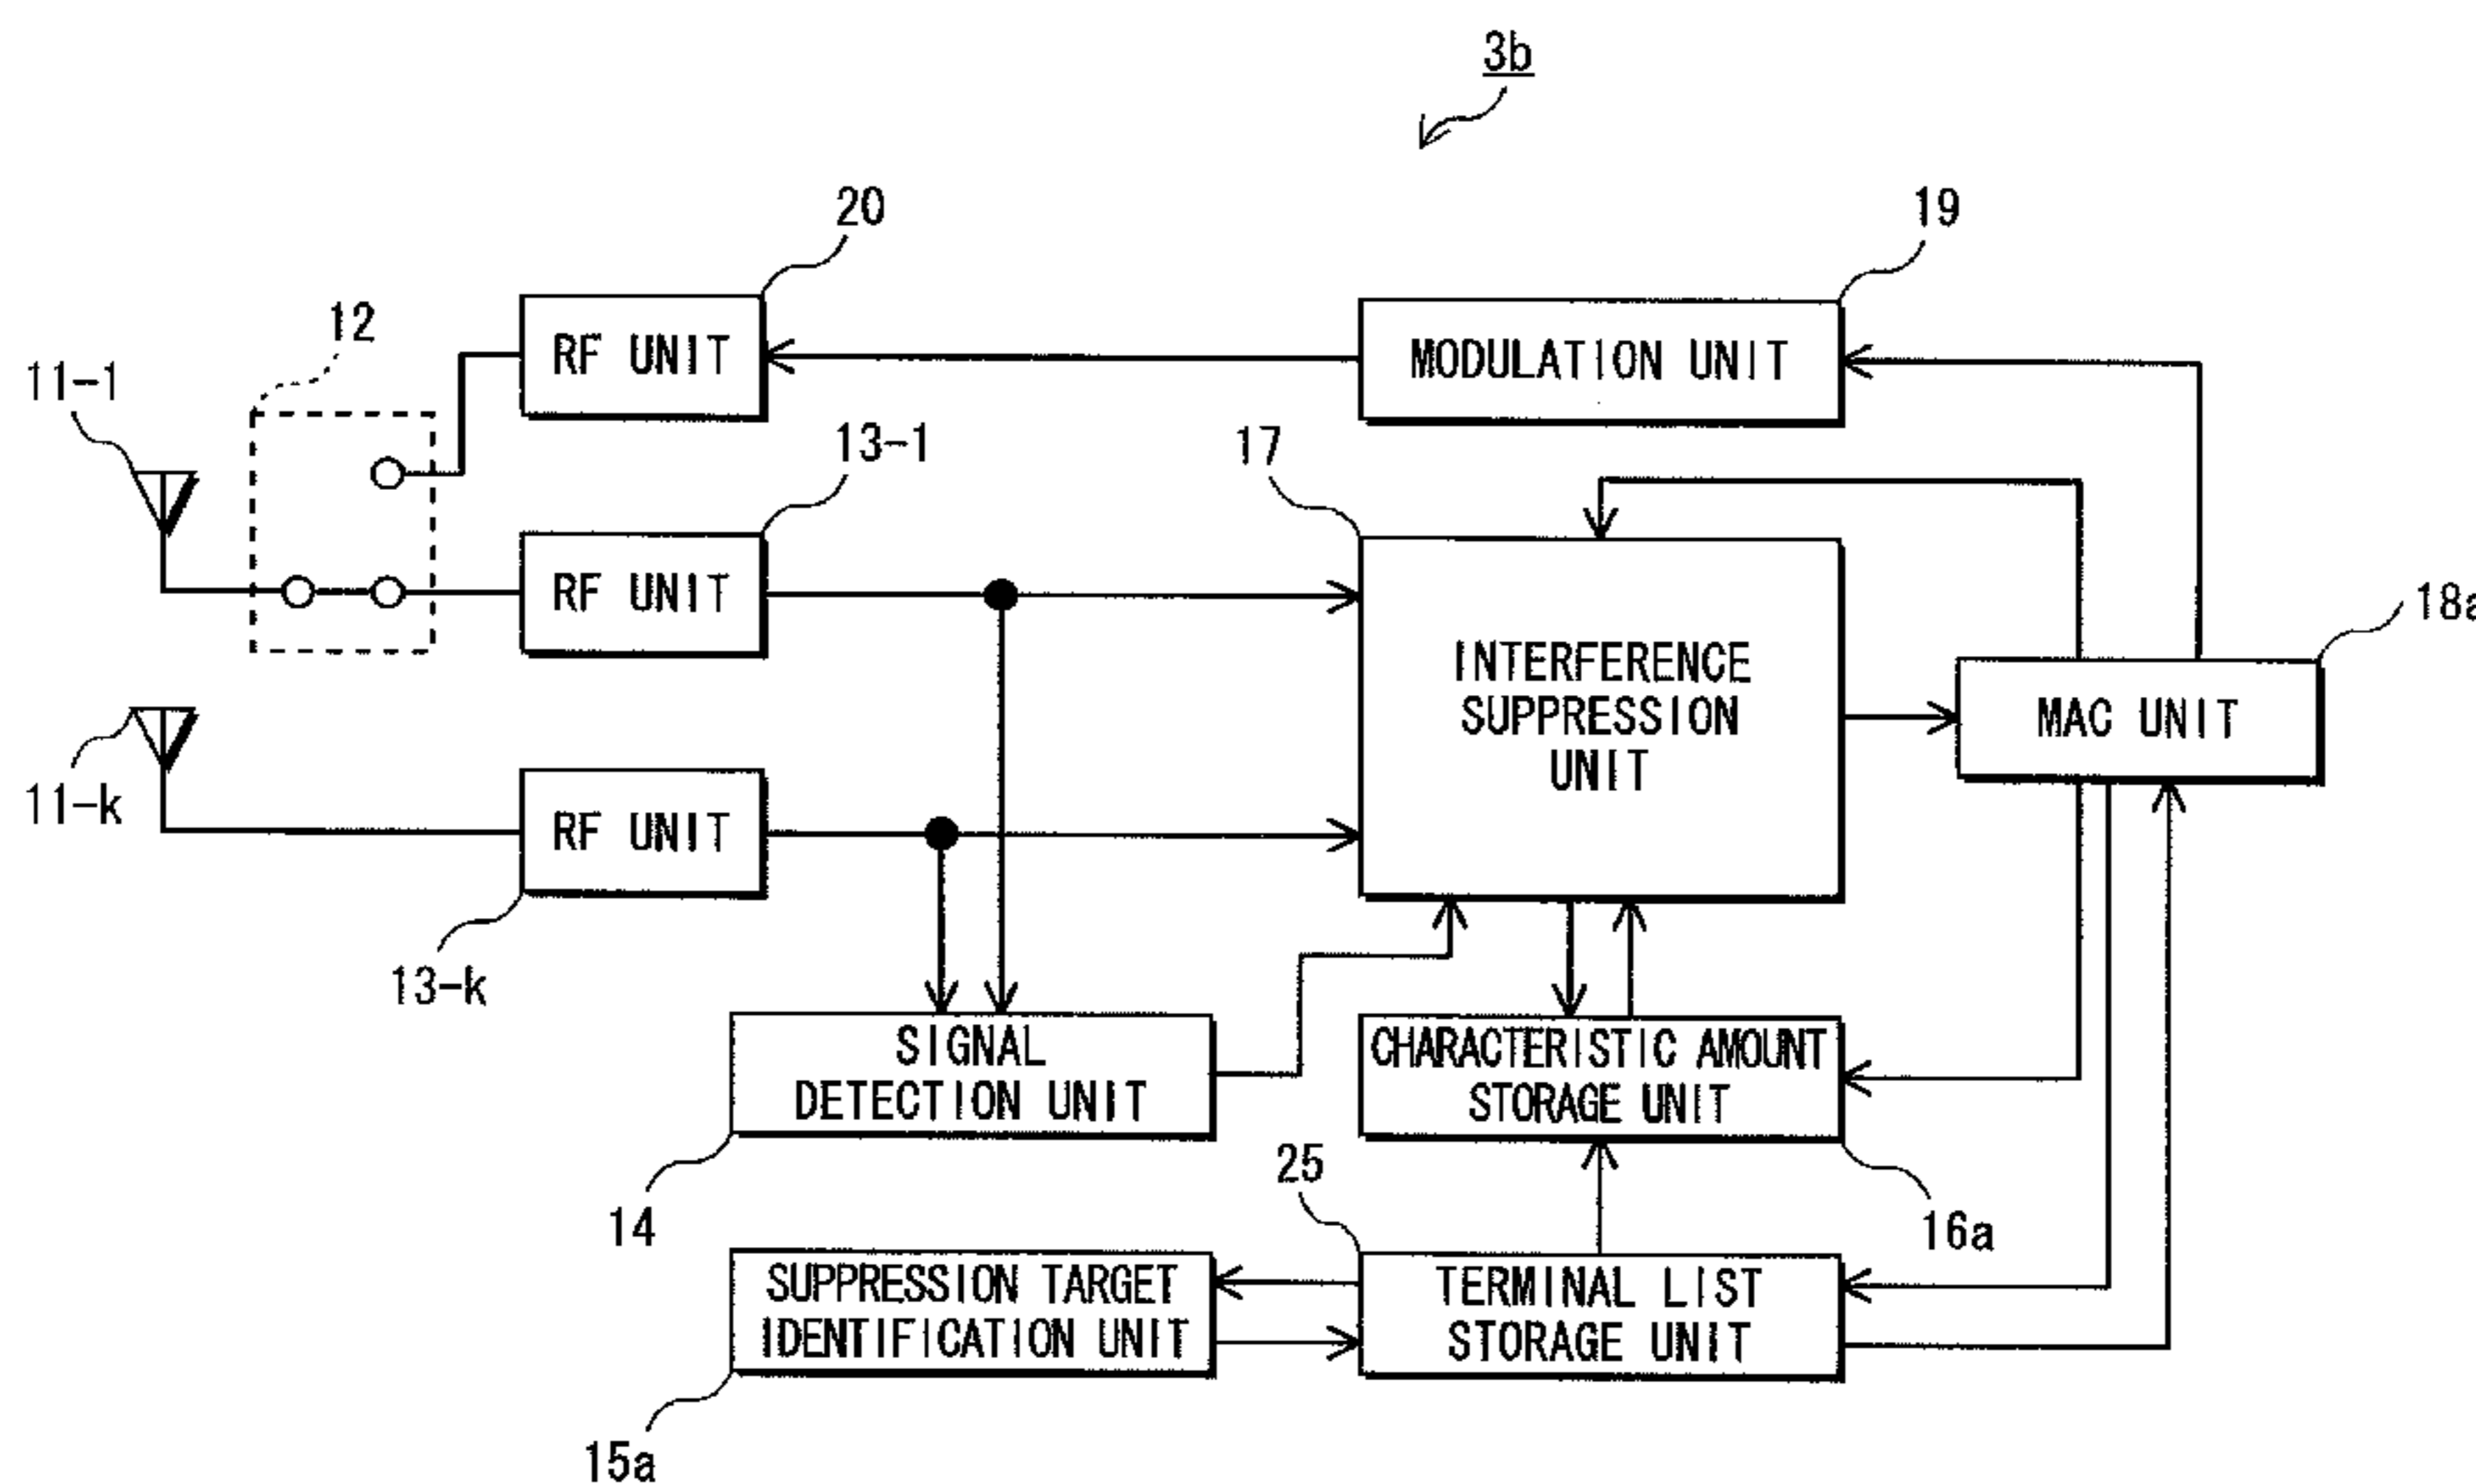 3b
20
19
12
RF UNIT
MODULATION UNIT
11-1
13-1
17
RF UNIT
INTERFERENCE
SUPPRESSION
UNIT
18a
MAC UNIT
11-k
RF UNIT
13-k
SIGNAL
DETECTION UNIT
CHARACTERISTIC AMOUNT
STORAGE UNIT
14
25
16a
SUPPRESSION TARGET
IDENTIFICATION UNIT
TERMINAL LIST
STORAGE UNIT
15a